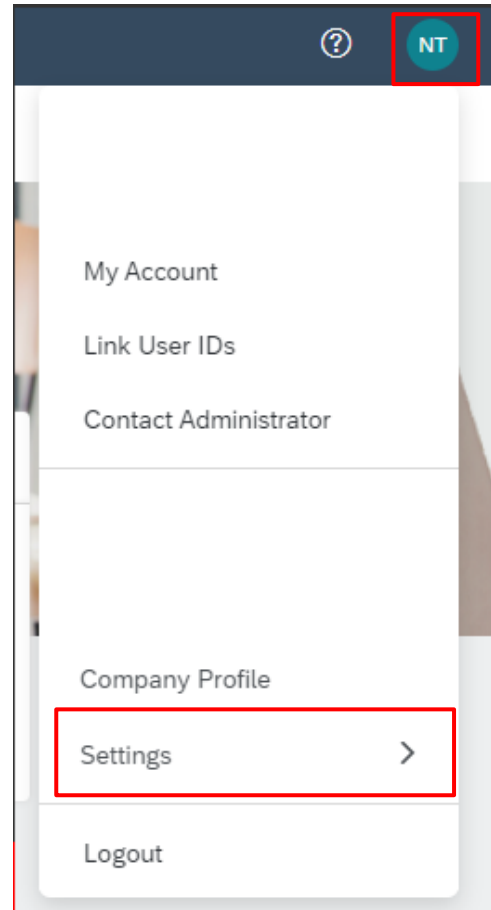 ?
NT
My Account
Link User IDs
Contact Administrator
Company Profile
Settings
Logout